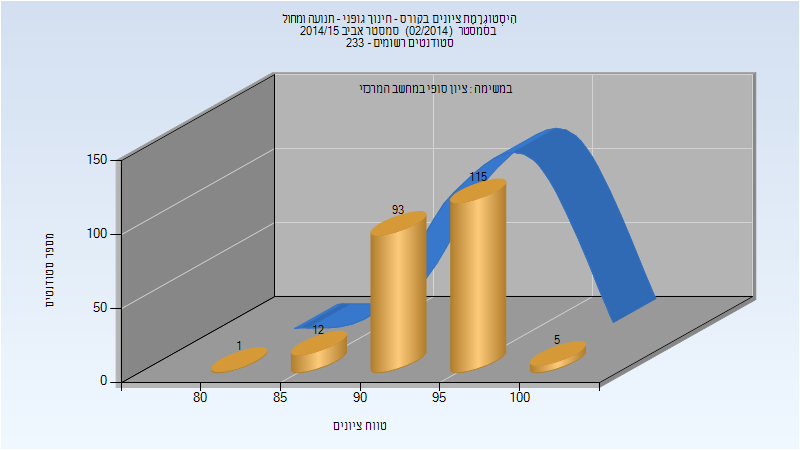 היסטוגרמת ציונים בקורס - חינוך גופני - תנועה ומחול
בסמסטר (02/2014) סמסטר אביב 2014/15
סטודנטים רשומים - 233
במשימה : ציון סופי במחשב המרכזי
150
100
50
0
מספר סטודנטים
1
12
93
115
5
80
85
90
95
100
טווח ציונים